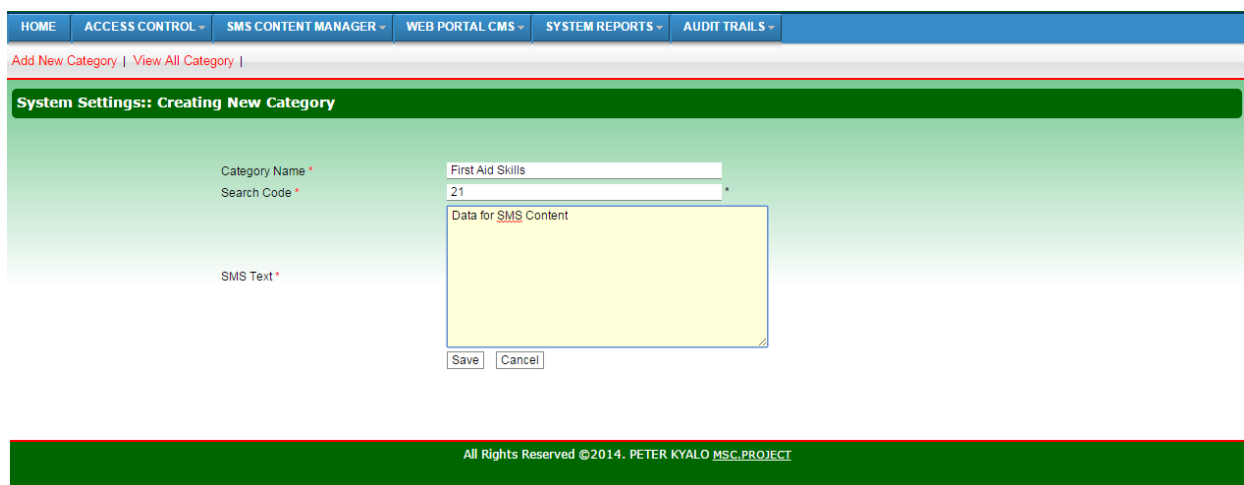 HOME ACCESS CONTROL SMS CONTENT MANAGER WEB PORTAL CMS SYSTEM REPORTS AUDIT TRAILS
Add New Category | View All Category |
System Settings:: Creating New Category
Category Name * First Aid Skills
Search Code * 21 *
Data for SMS Content
SMS Text *
Save Cancel
All Rights Reserved ©2014. PETER KYALO MSC.PROJECT